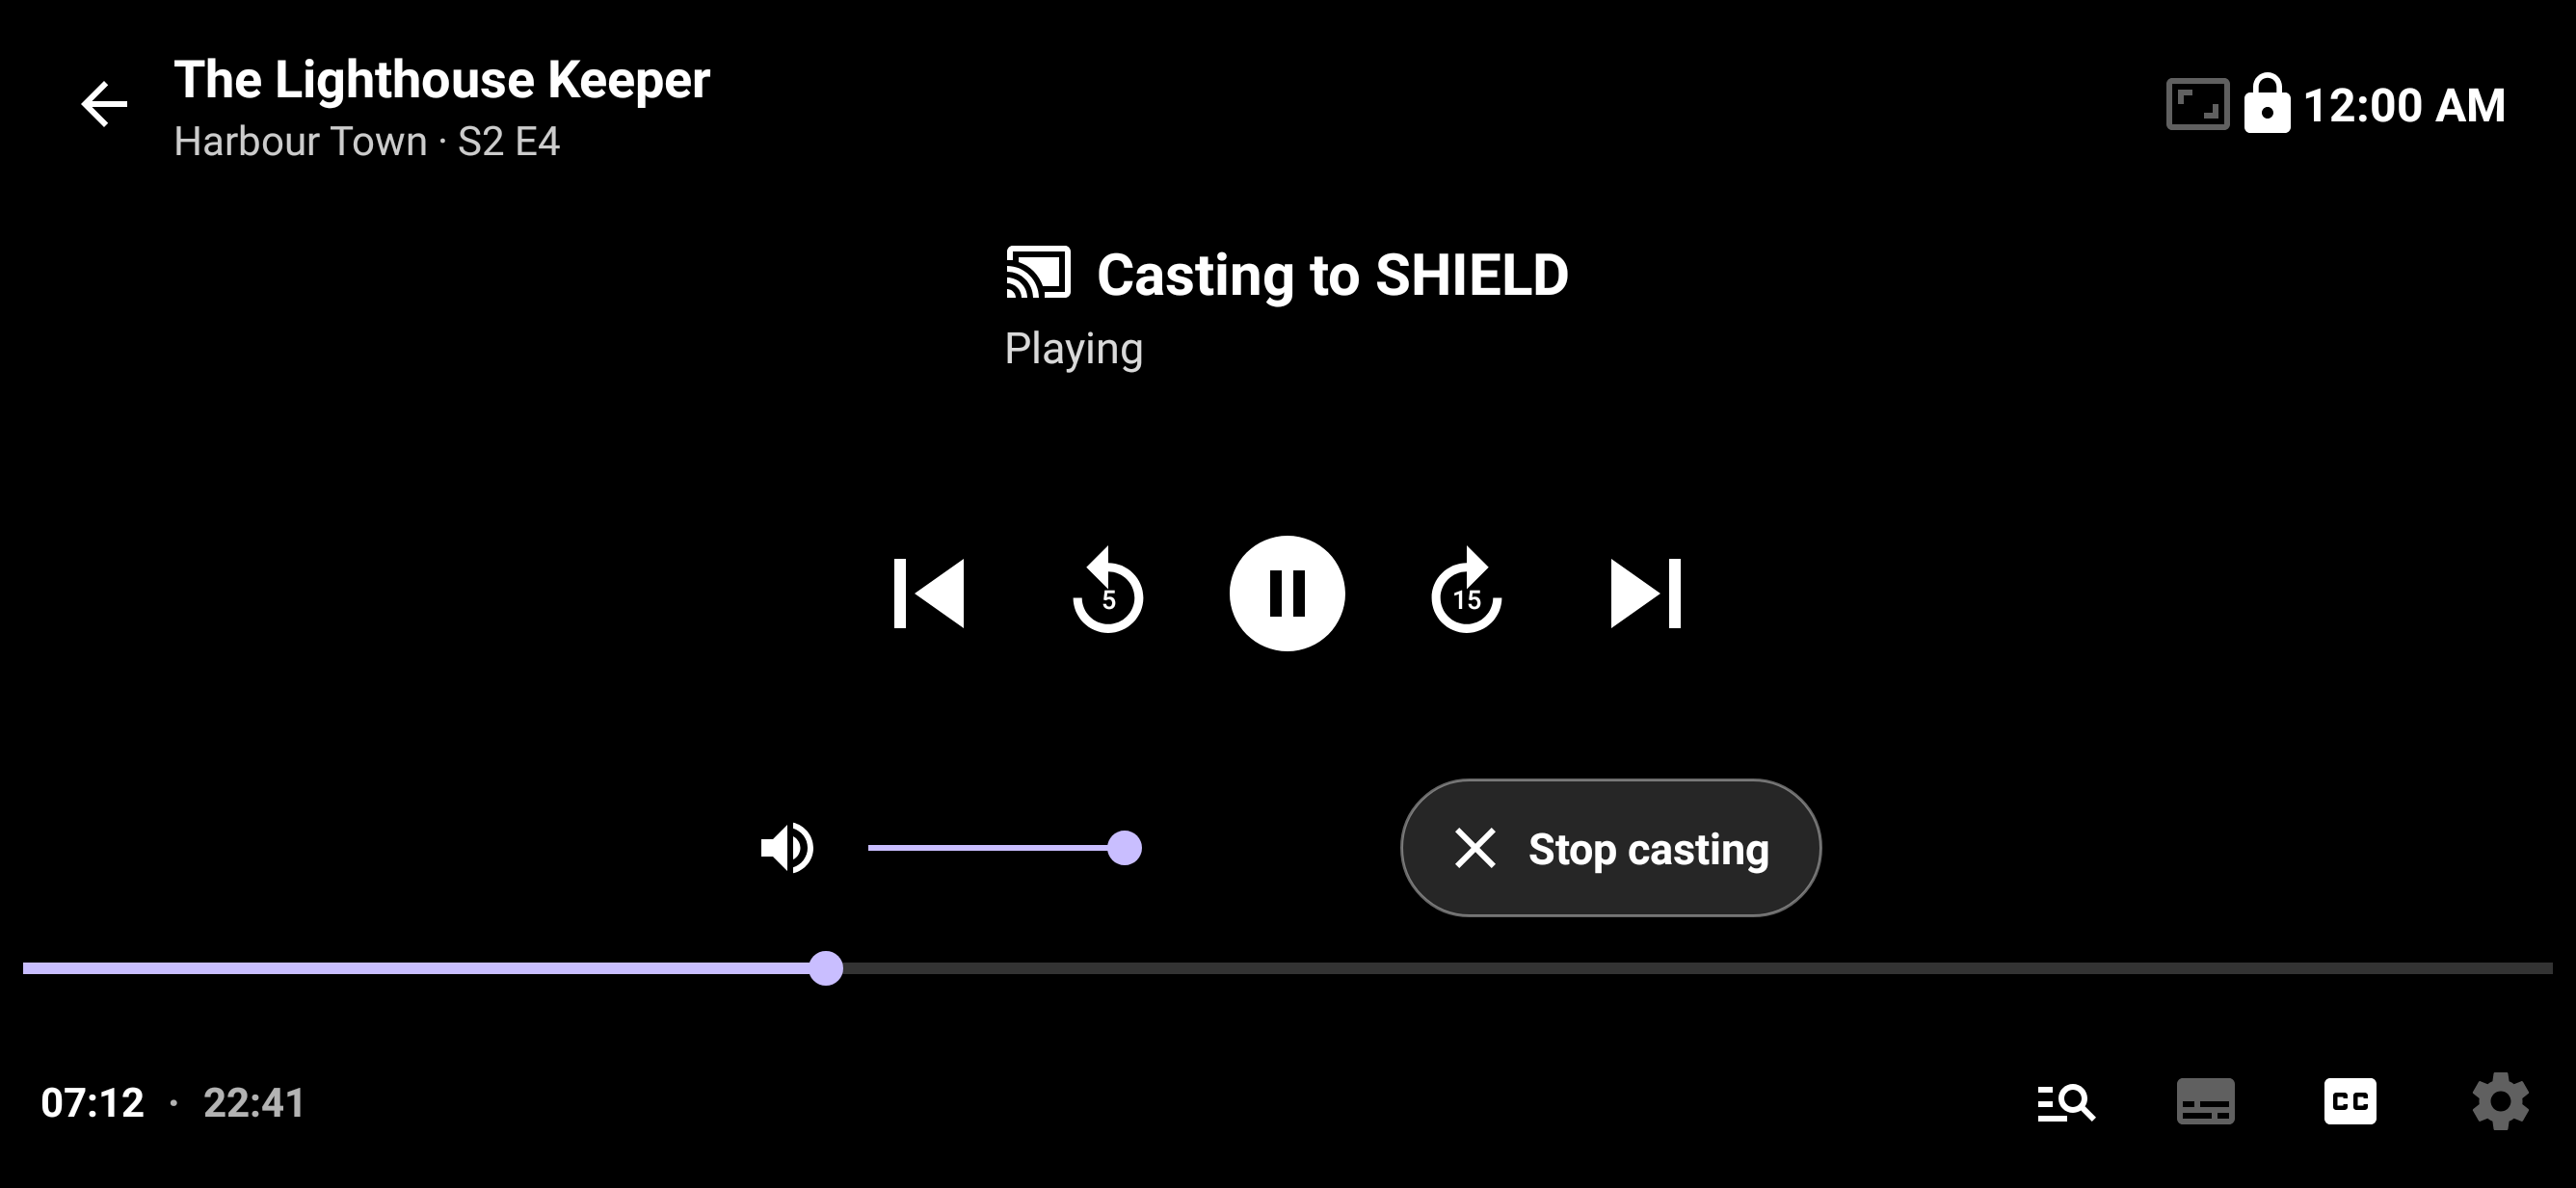 The Lighthouse Keeper
Harbour Town · S2 E4
12:00 AM
Casting to SHIELD
Playing
5
15
Stop casting
07:12 · 22:41
CC